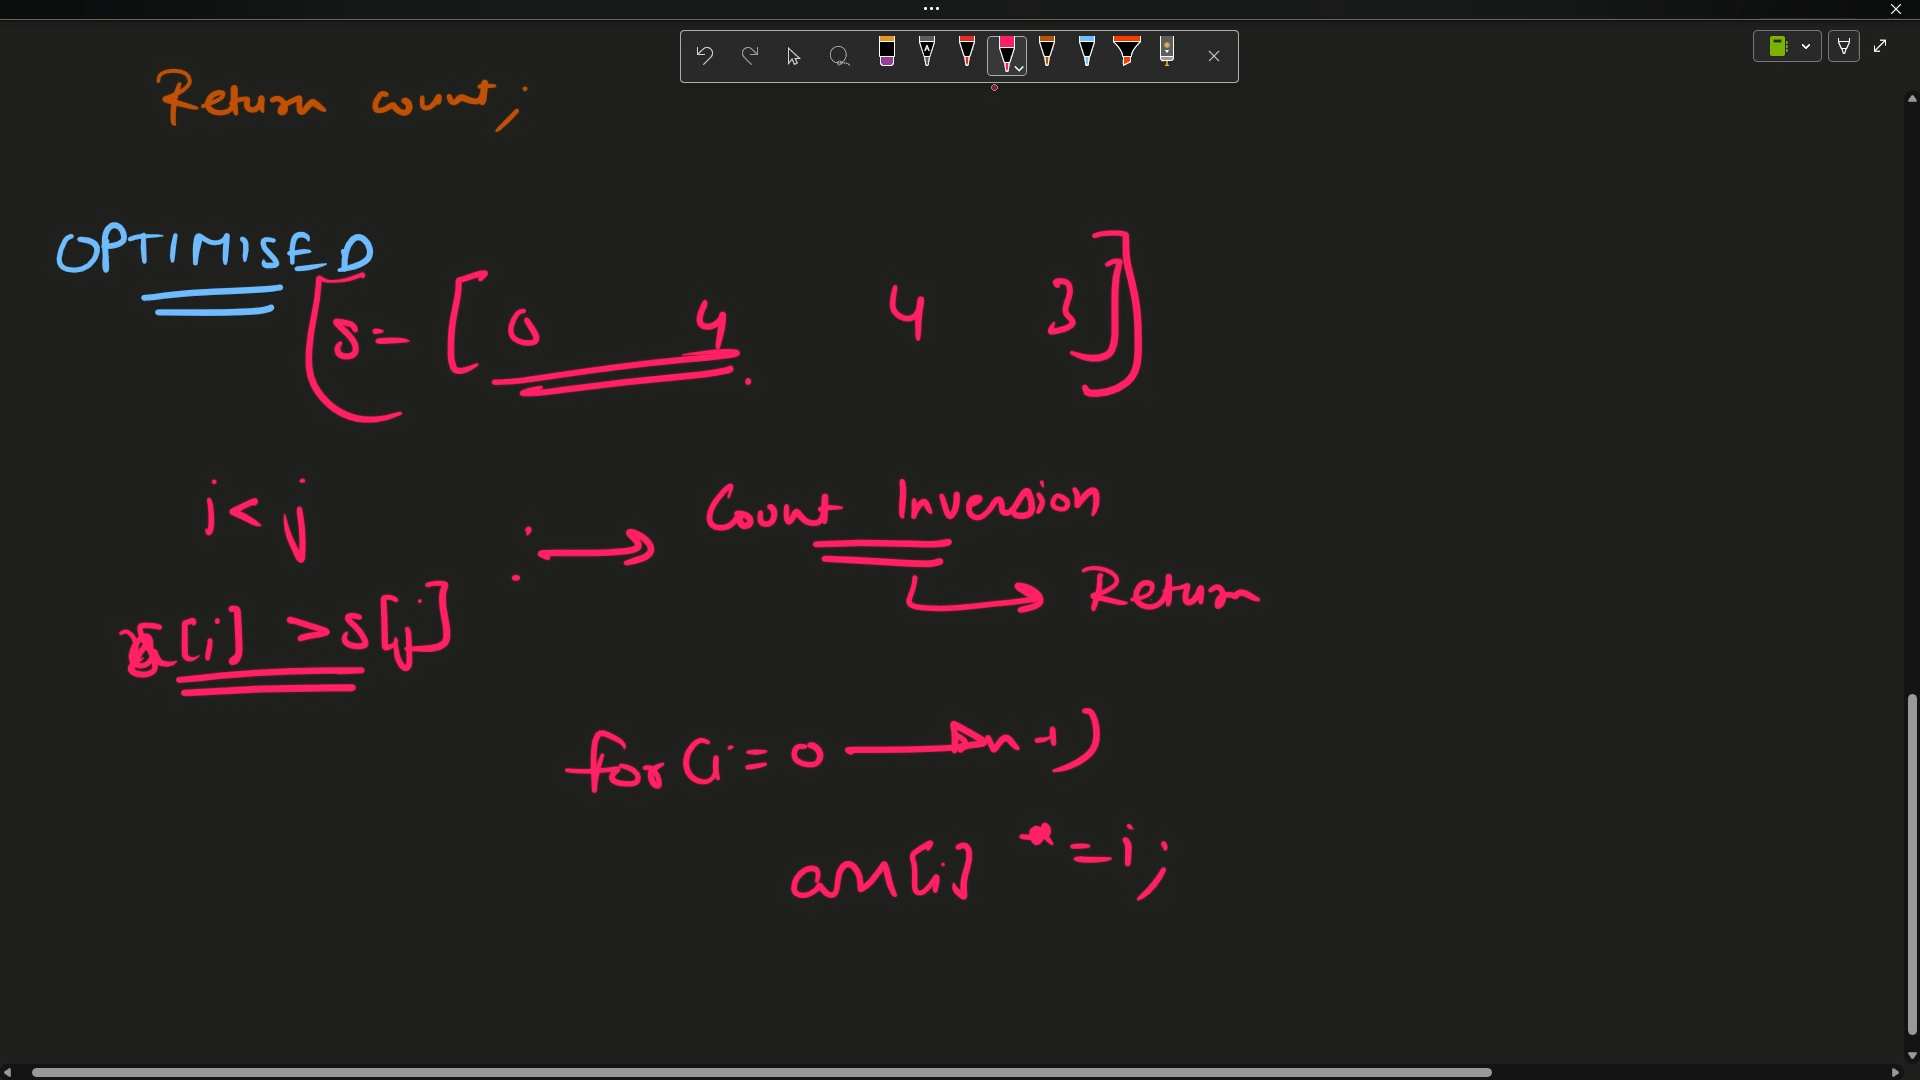 Return count;
OPTIMISED
s = [0 4 4 3]
i < j
→ Count Inversion
→ Return
s[i] > s[j]
for(i = 0 → n-1)
arr[i] *= i;